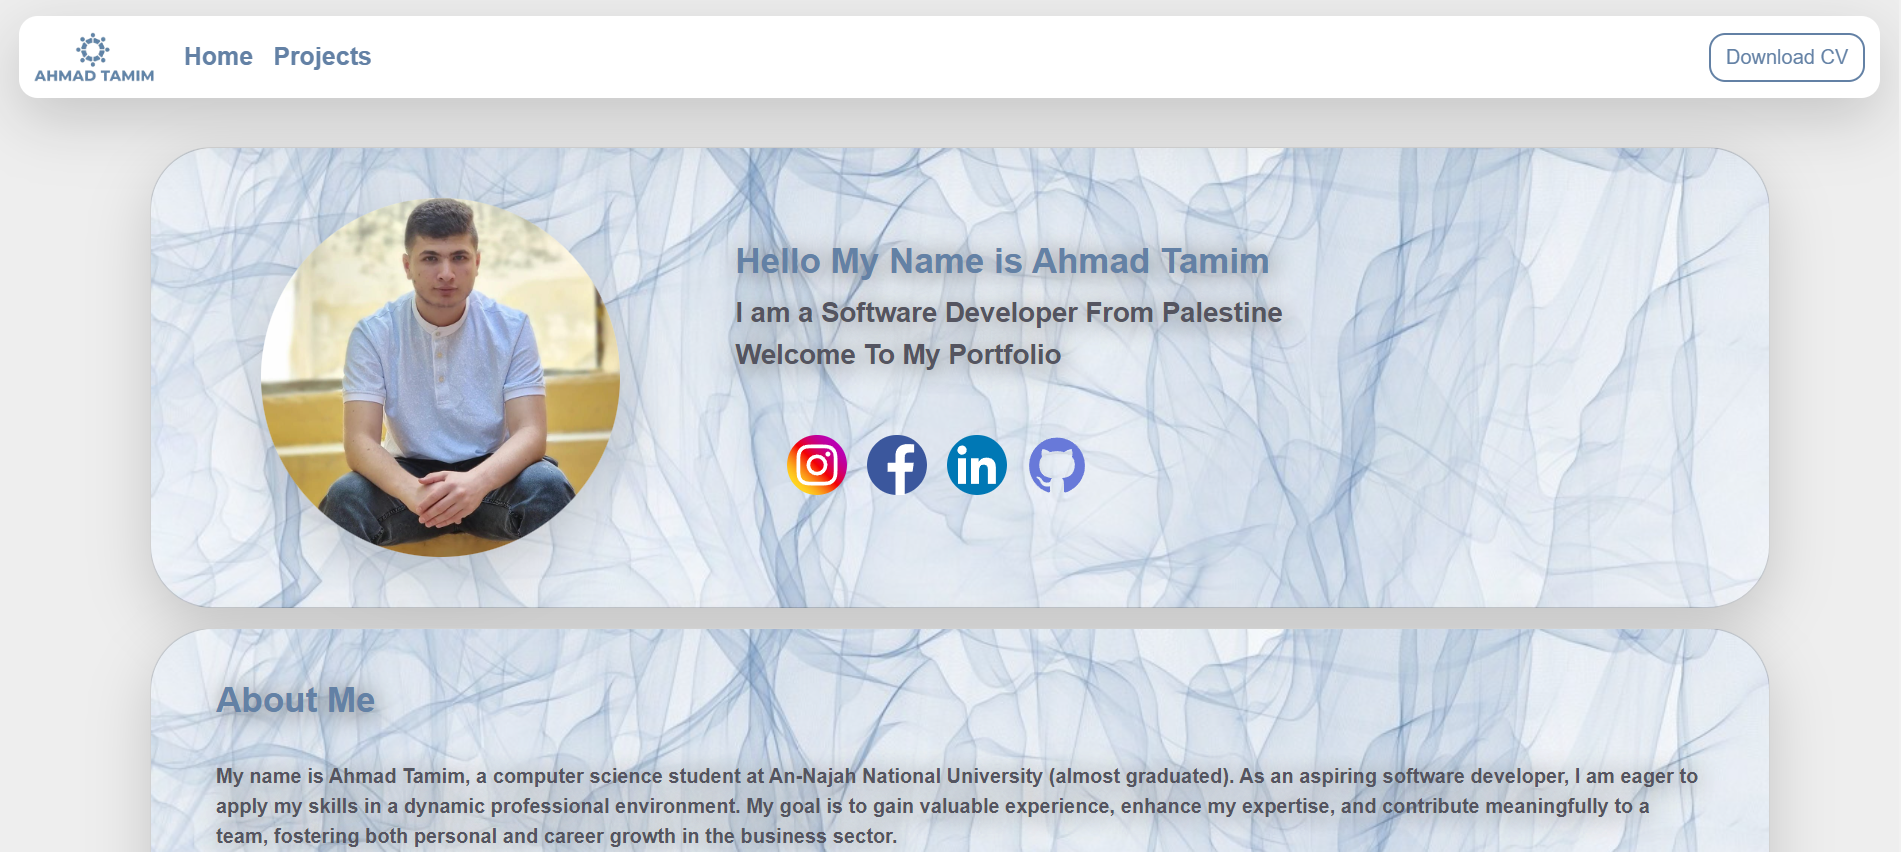 AHMAD TAMIM
Home Projects
Download CV
Hello My Name is Ahmad Tamim
I am a Software Developer From Palestine
Welcome To My Portfolio
in
About Me
My name is Ahmad Tamim, a computer science student at An-Najah National University (almost graduated). As an aspiring software developer, I am eager to
apply my skills in a dynamic professional environment. My goal is to gain valuable experience, enhance my expertise, and contribute meaningfully to a
team, fostering both personal and career growth in the business sector.